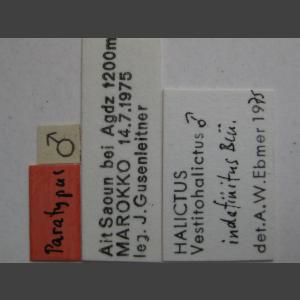 Paratypus
♂
Ait Saoun bei Agdz 1200m
MAROKKO 14.7.1975
leg. J. Gusenleitner
HALICTUS
Vestitohalictus ♂
indefinitus Blü.
det. A.W. Ebmer 1975